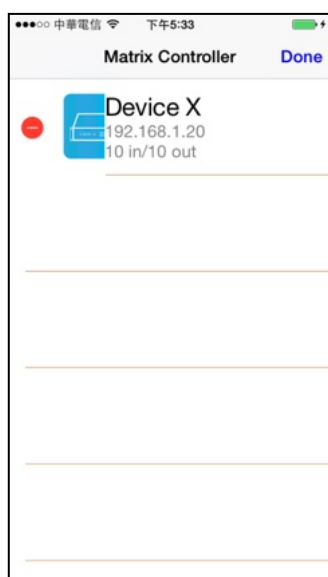 中華電信 下午5:33
Matrix Controller Done
Device X
192.168.1.20
10 in/10 out